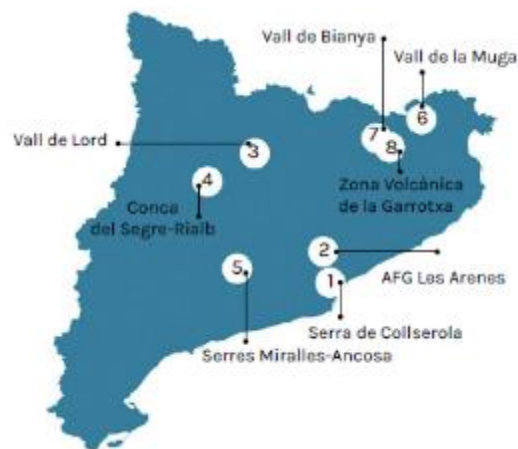 Vall de Bianya
Vall de la Muga
6
7
8
Vall de Lord
3
4
Zona Volcànica
de la Garrotxa
Conca
del Segre-Rialb
2
5
AFG Les Arenes
1
Serra de Collserola
Serres Miralles-Ancosa